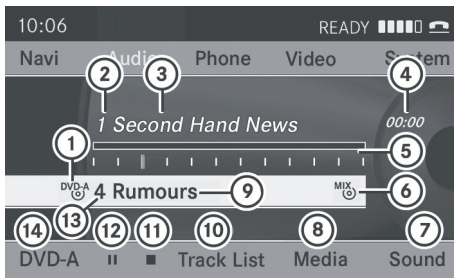 10:06 READY
Navi Audio Phone Video System
2 3 4
1 Second Hand News 00:00
1 5
DVD-A 4 Rumours 9 MIX 6
13
14 12 11 10 8 7
DVD-A Track List Media Sound